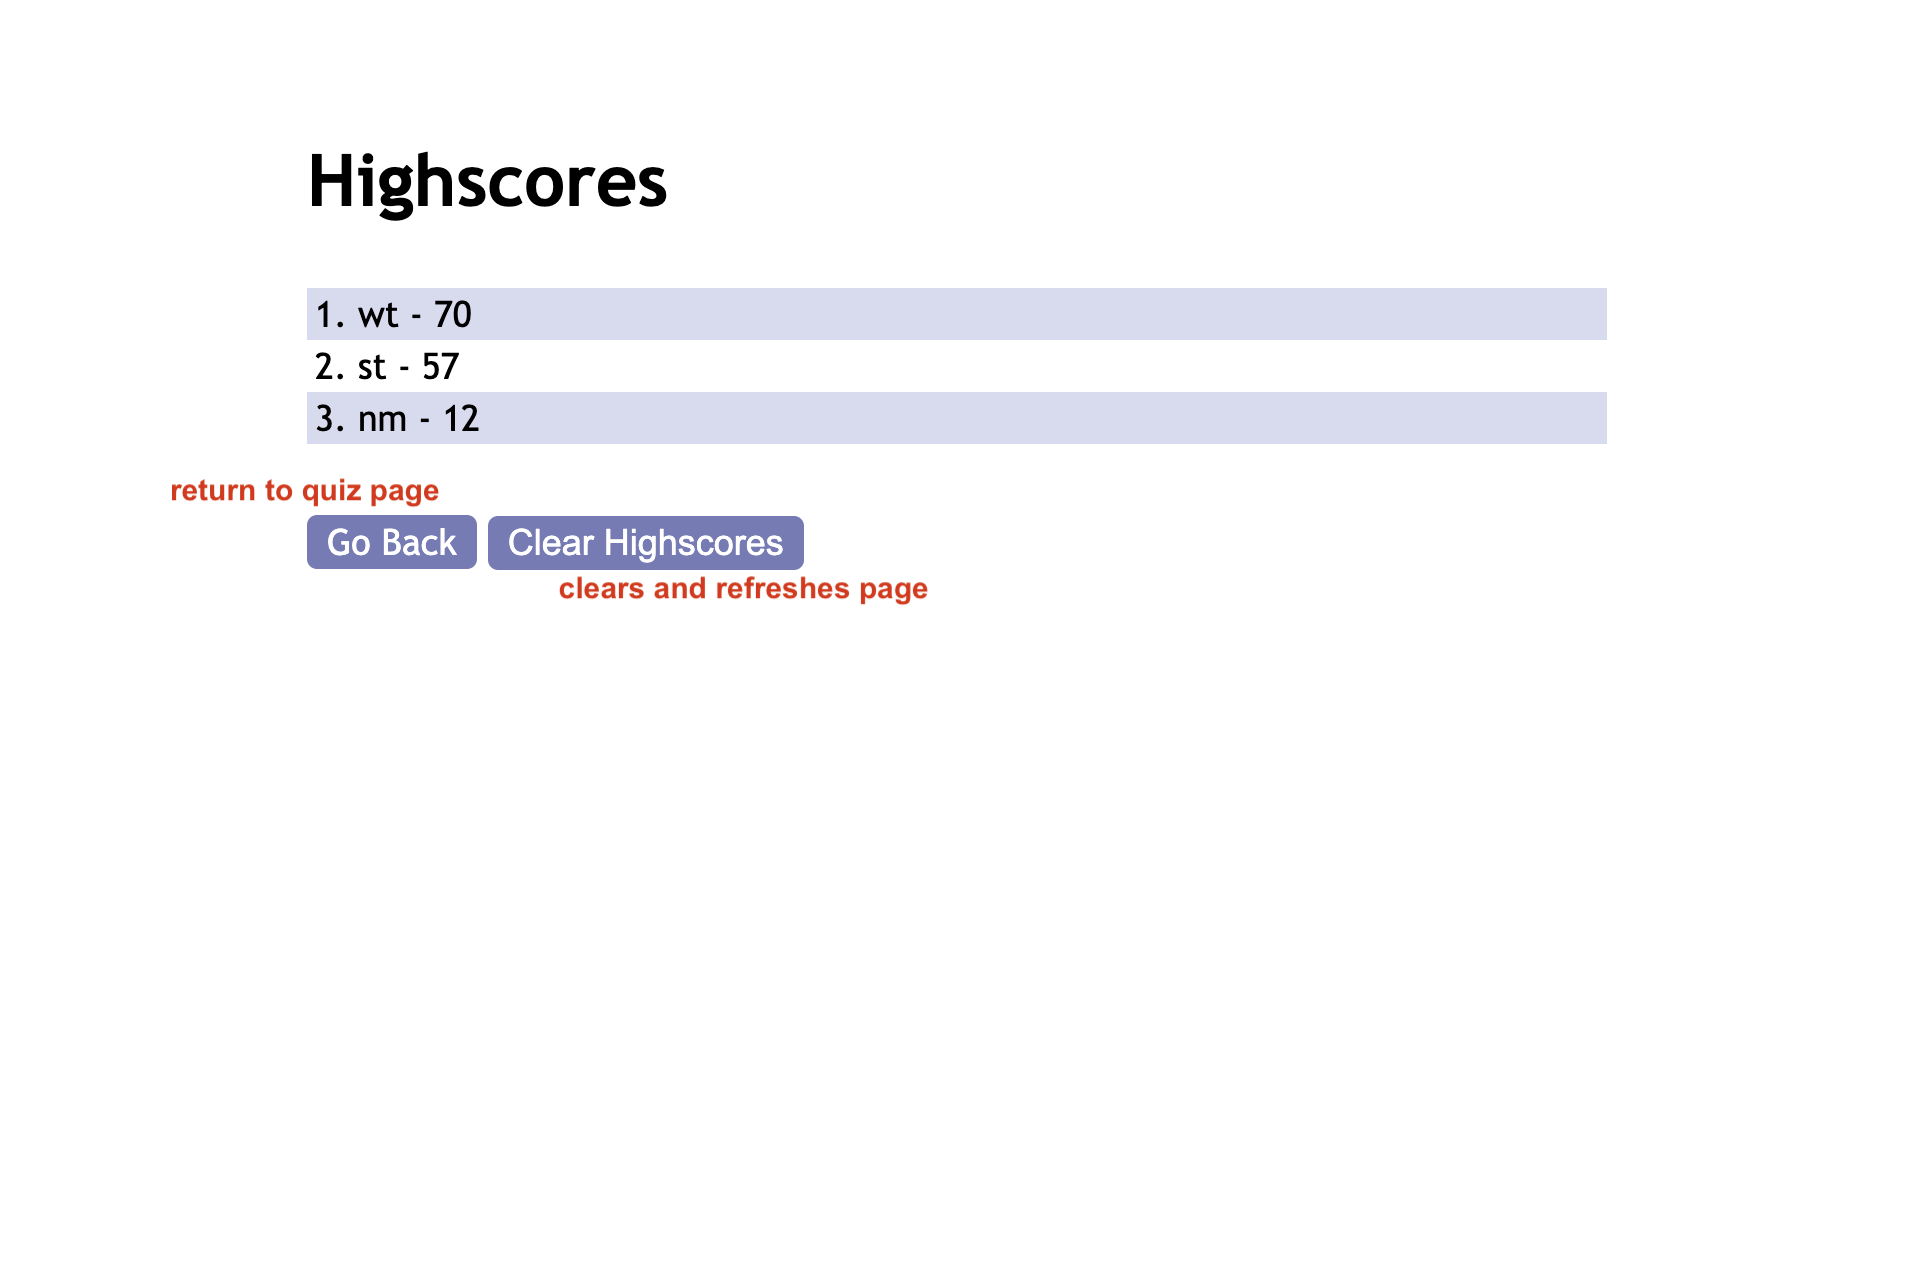 Highscores
1. wt - 70
2. st - 57
3. nm - 12
return to quiz page
Go Back Clear Highscores
clears and refreshes page